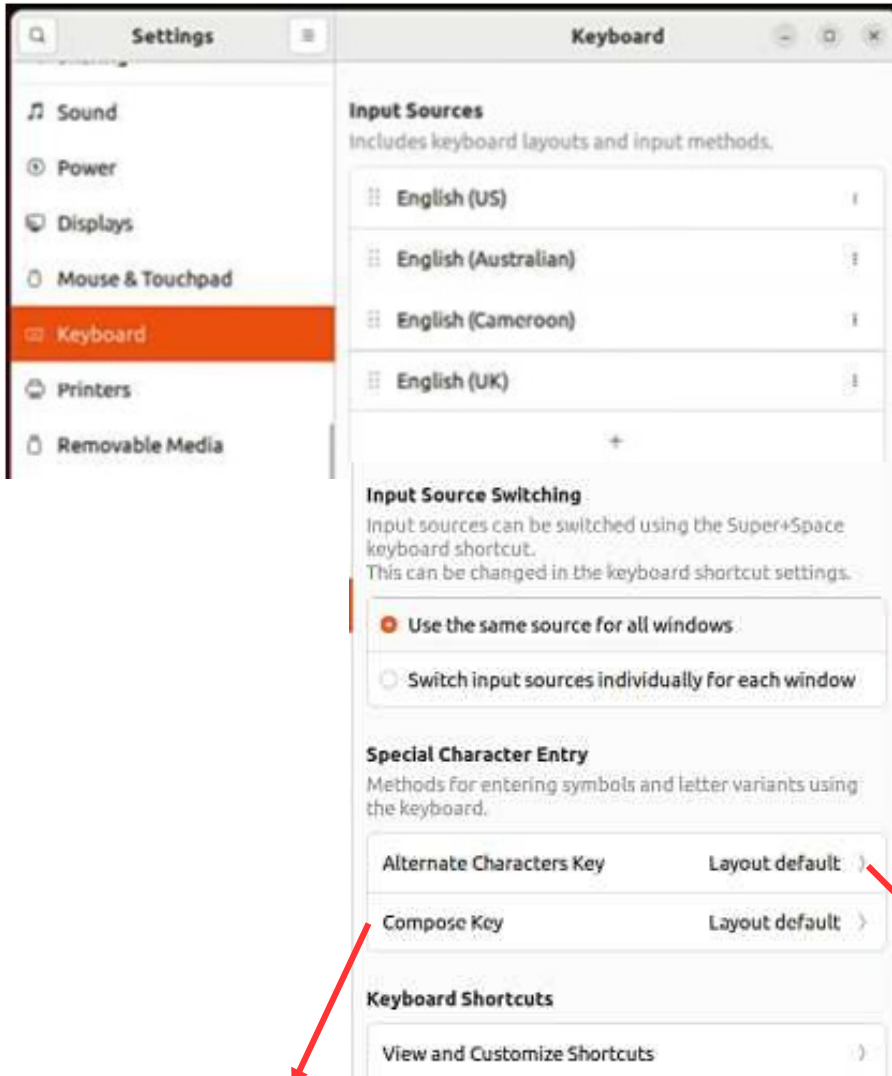 Settings
Keyboard
Sound
Power
Displays
Mouse & Touchpad
Keyboard
Printers
Removable Media
Input Sources
Includes keyboard layouts and input methods.
English (US)
English (Australian)
English (Cameroon)
English (UK)
+
Input Source Switching
Input sources can be switched using the Super+Space
keyboard shortcut.
This can be changed in the keyboard shortcut settings.
Use the same source for all windows
Switch input sources individually for each window
Special Character Entry
Methods for entering symbols and letter variants using
the keyboard.
Alternate Characters Key Layout default
Compose Key Layout default
Keyboard Shortcuts
View and Customize Shortcuts